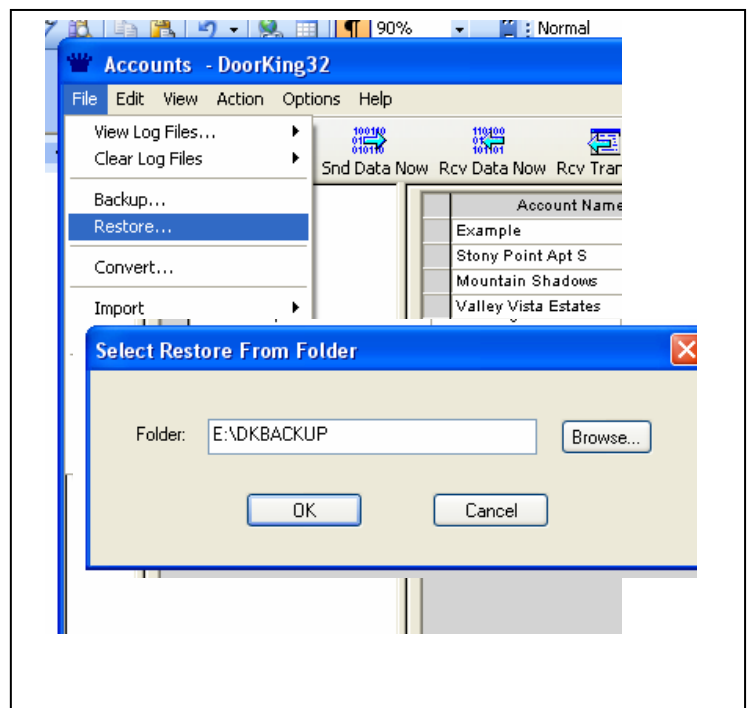 90% Normal
Accounts - DoorKing32
File Edit View Action Options Help
View Log Files...
Clear Log Files
Backup...
Restore...
Convert...
Import
Snd Data Now Rcv Data Now Rcv Tran
Account Name
Example
Stony Point Apt S
Mountain Shadows
Valley Vista Estates
Select Restore From Folder
Folder: E:\DKBACKUP Browse...
OK Cancel